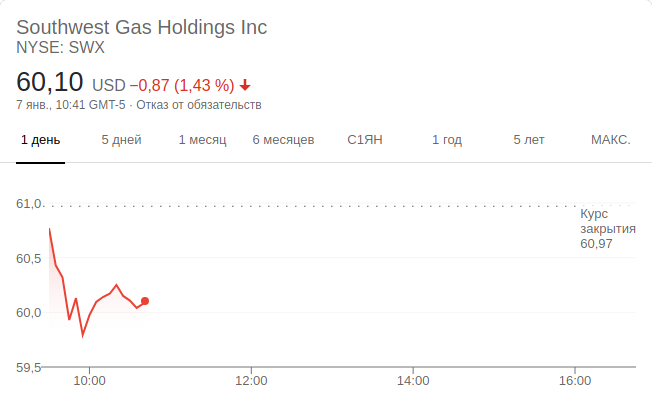 Southwest Gas Holdings Inc
NYSE: SWX
60,10 USD −0,87 (1,43 %)
7 янв., 10:41 GMT-5 · Отказ от обязательств
1 день 5 дней 1 месяц 6 месяцев С1ЯН 1 год 5 лет МАКС.
61,0
Курс
закрытия
60,97
60,5
60,0
59,5
10:00 12:00 14:00 16:00